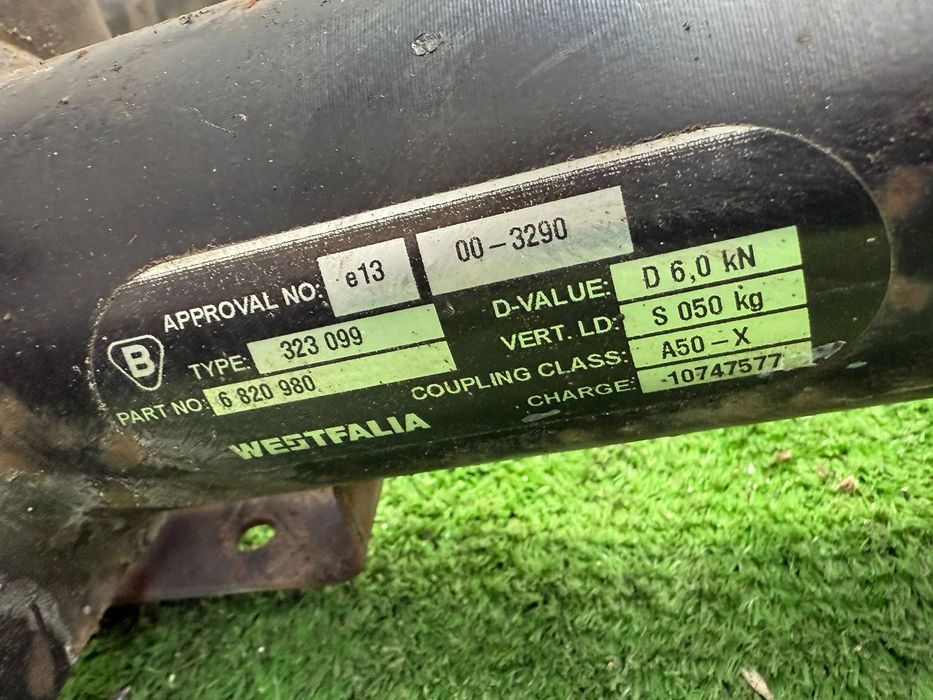 APPROVAL NO: e13 00-3290
B
TYPE: 323 099
PART NO: 6 820 980
D-VALUE: D 6,0 kN
VERT. LD: S 050 kg
COUPLING CLASS: A50-X
CHARGE: 10747577
WESTFALIA